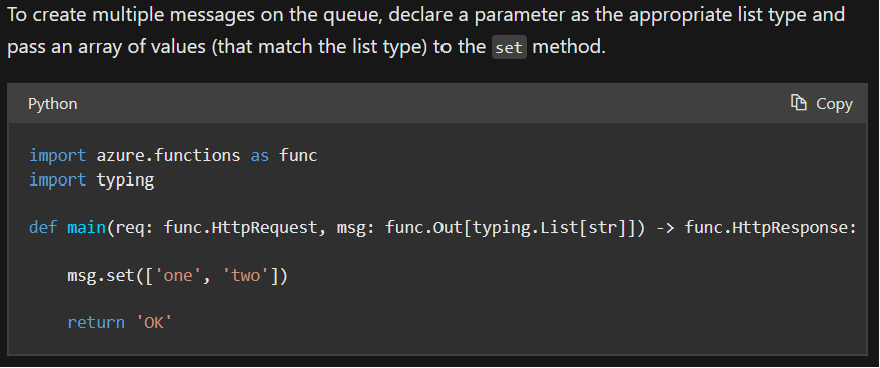 To create multiple messages on the queue, declare a parameter as the appropriate list type and
pass an array of values (that match the list type) to the set method.
Python
Copy
import azure.functions as func
import typing
def main(req: func.HttpRequest, msg: func.Out[typing.List[str]]) -> func.HttpResponse:
    msg.set(['one', 'two'])
    return 'OK'